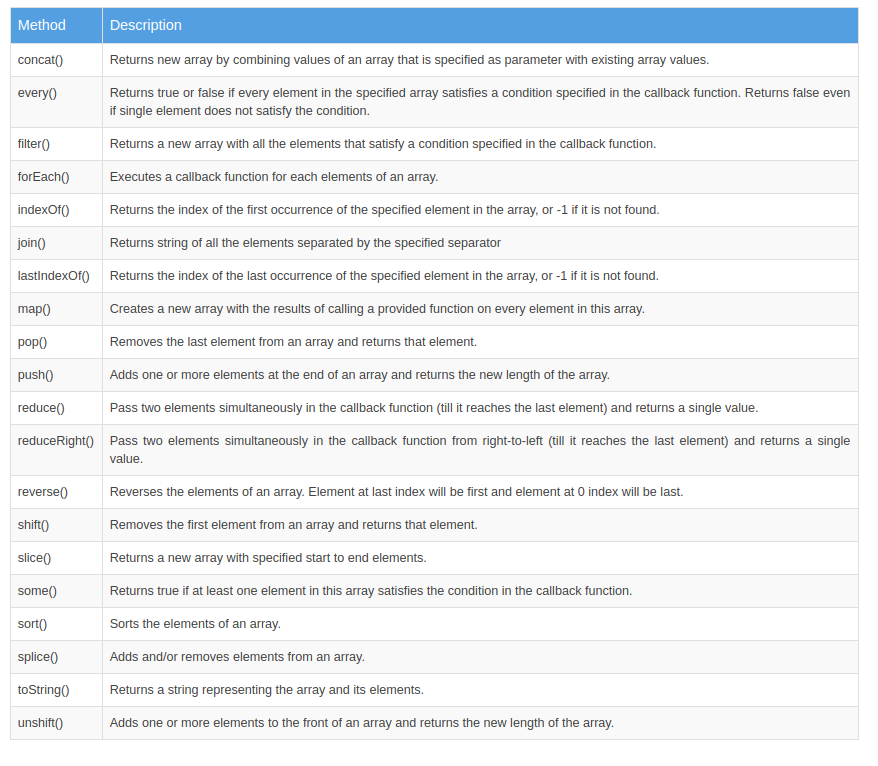 Method Description
concat() Returns new array by combining values of an array that is specified as parameter with existing array values.
every() Returns true or false if every element in the specified array satisfies a condition specified in the callback function. Returns false even
if single element does not satisfy the condition.
filter() Returns a new array with all the elements that satisfy a condition specified in the callback function.
forEach() Executes a callback function for each elements of an array.
indexOf() Returns the index of the first occurrence of the specified element in the array, or -1 if it is not found.
join() Returns string of all the elements separated by the specified separator
lastIndexOf() Returns the index of the last occurrence of the specified element in the array, or -1 if it is not found.
map() Creates a new array with the results of calling a provided function on every element in this array.
pop() Removes the last element from an array and returns that element.
push() Adds one or more elements at the end of an array and returns the new length of the array.
reduce() Pass two elements simultaneously in the callback function (till it reaches the last element) and returns a single value.
reduceRight() Pass two elements simultaneously in the callback function from right-to-left (till it reaches the last element) and returns a single
value.
reverse() Reverses the elements of an array. Element at last index will be first and element at 0 index will be last.
shift() Removes the first element from an array and returns that element.
slice() Returns a new array with specified start to end elements.
some() Returns true if at least one element in this array satisfies the condition in the callback function.
sort() Sorts the elements of an array.
splice() Adds and/or removes elements from an array.
toString() Returns a string representing the array and its elements.
unshift() Adds one or more elements to the front of an array and returns the new length of the array.